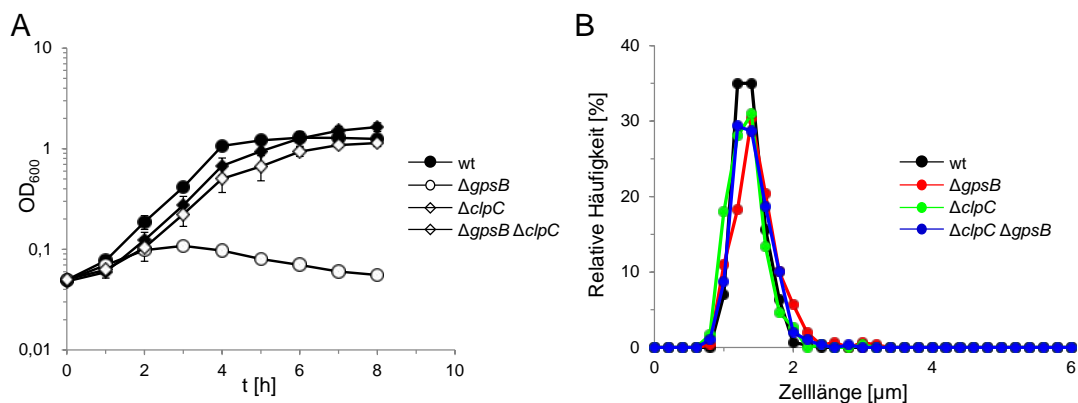 A
10
1
0,1
0,01
OD600
0
2
4
6
8
10
t [h]
wt
ΔgpsB
ΔclpC
ΔgpsB ΔclpC
B
40
30
20
10
0
Relative Häufigkeit [%]
0
2
4
6
Zelllänge [µm]
wt
ΔgpsB
ΔclpC
ΔclpC ΔgpsB